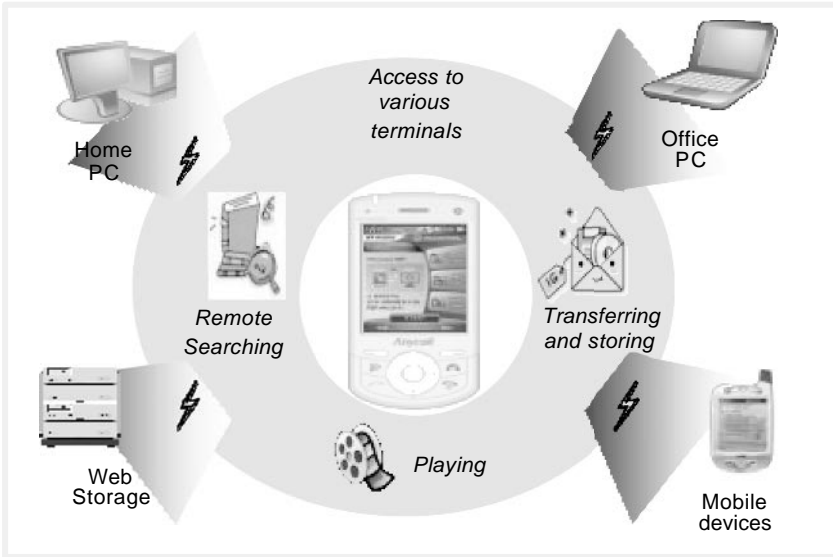 Access to
various
terminals
Home
PC
Office
PC
Remote
Searching
Anycall
Transferring
and storing
Playing
Web
Storage
Mobile
devices